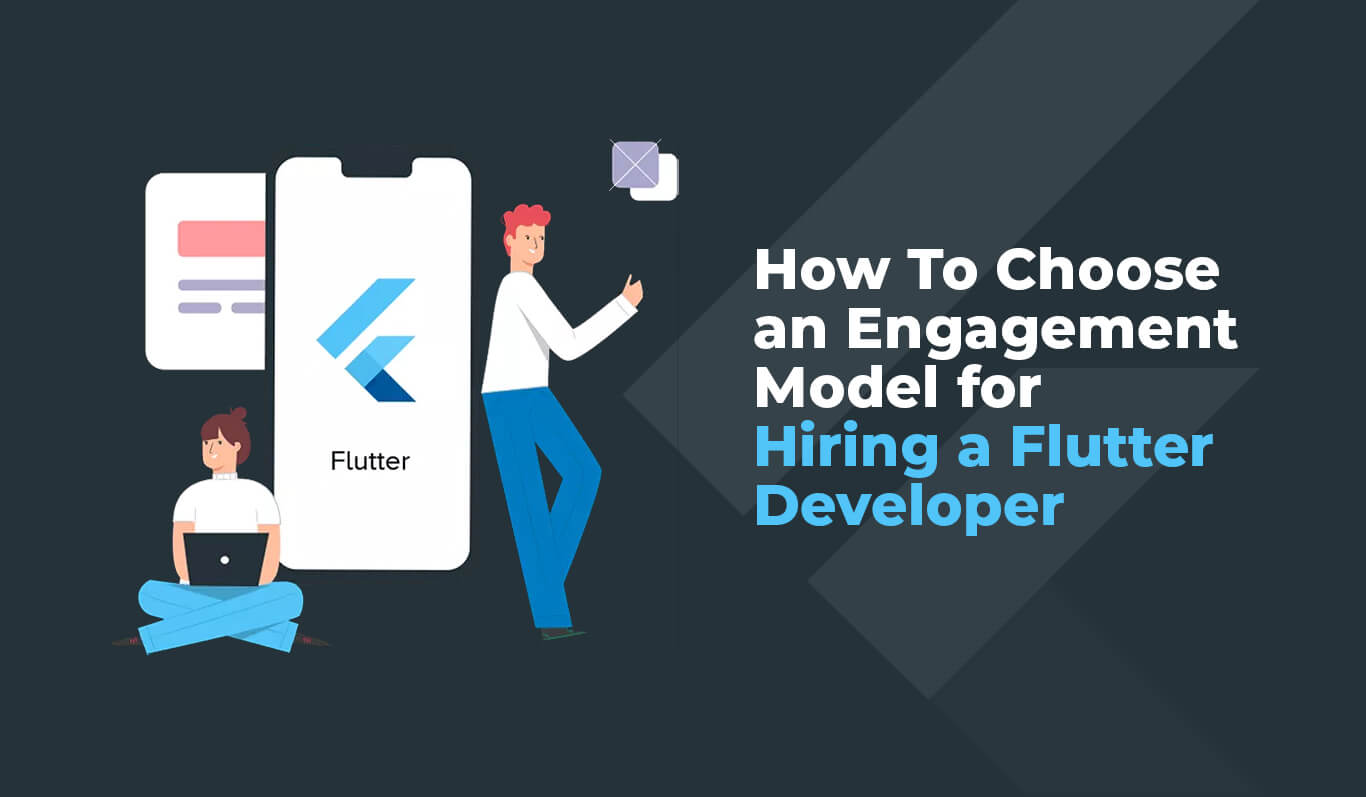 Flutter
How To Choose
an Engagement
Model for
Hiring a Flutter
Developer